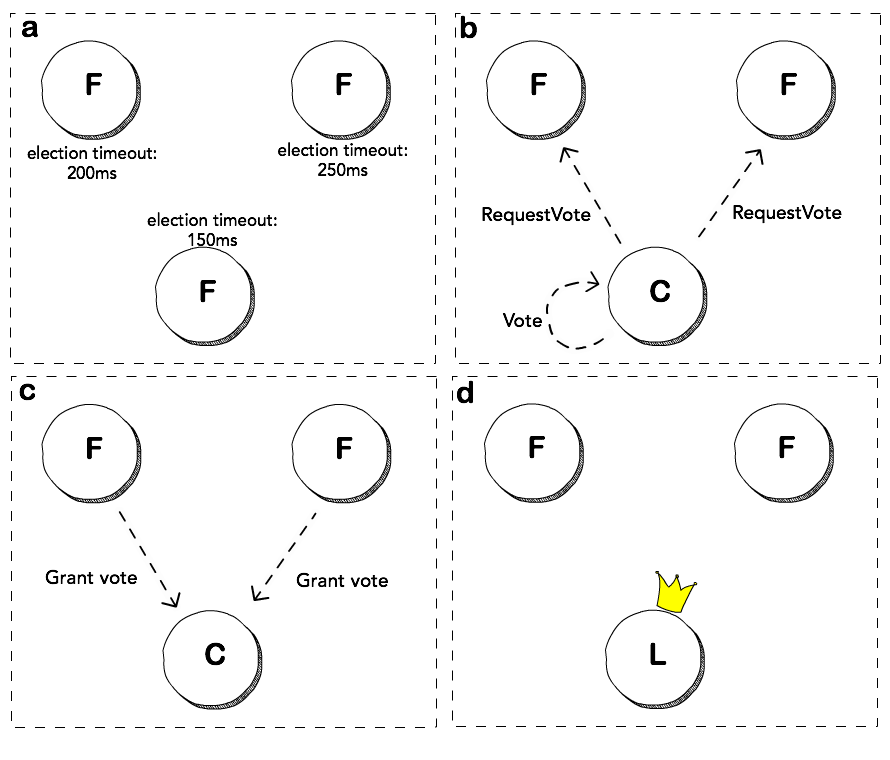 a
F
F
election timeout:
200ms
election timeout:
250ms
election timeout:
150ms
F
b
F
F
RequestVote
RequestVote
C
Vote
c
F
F
Grant vote
Grant vote
C
d
F
F
L